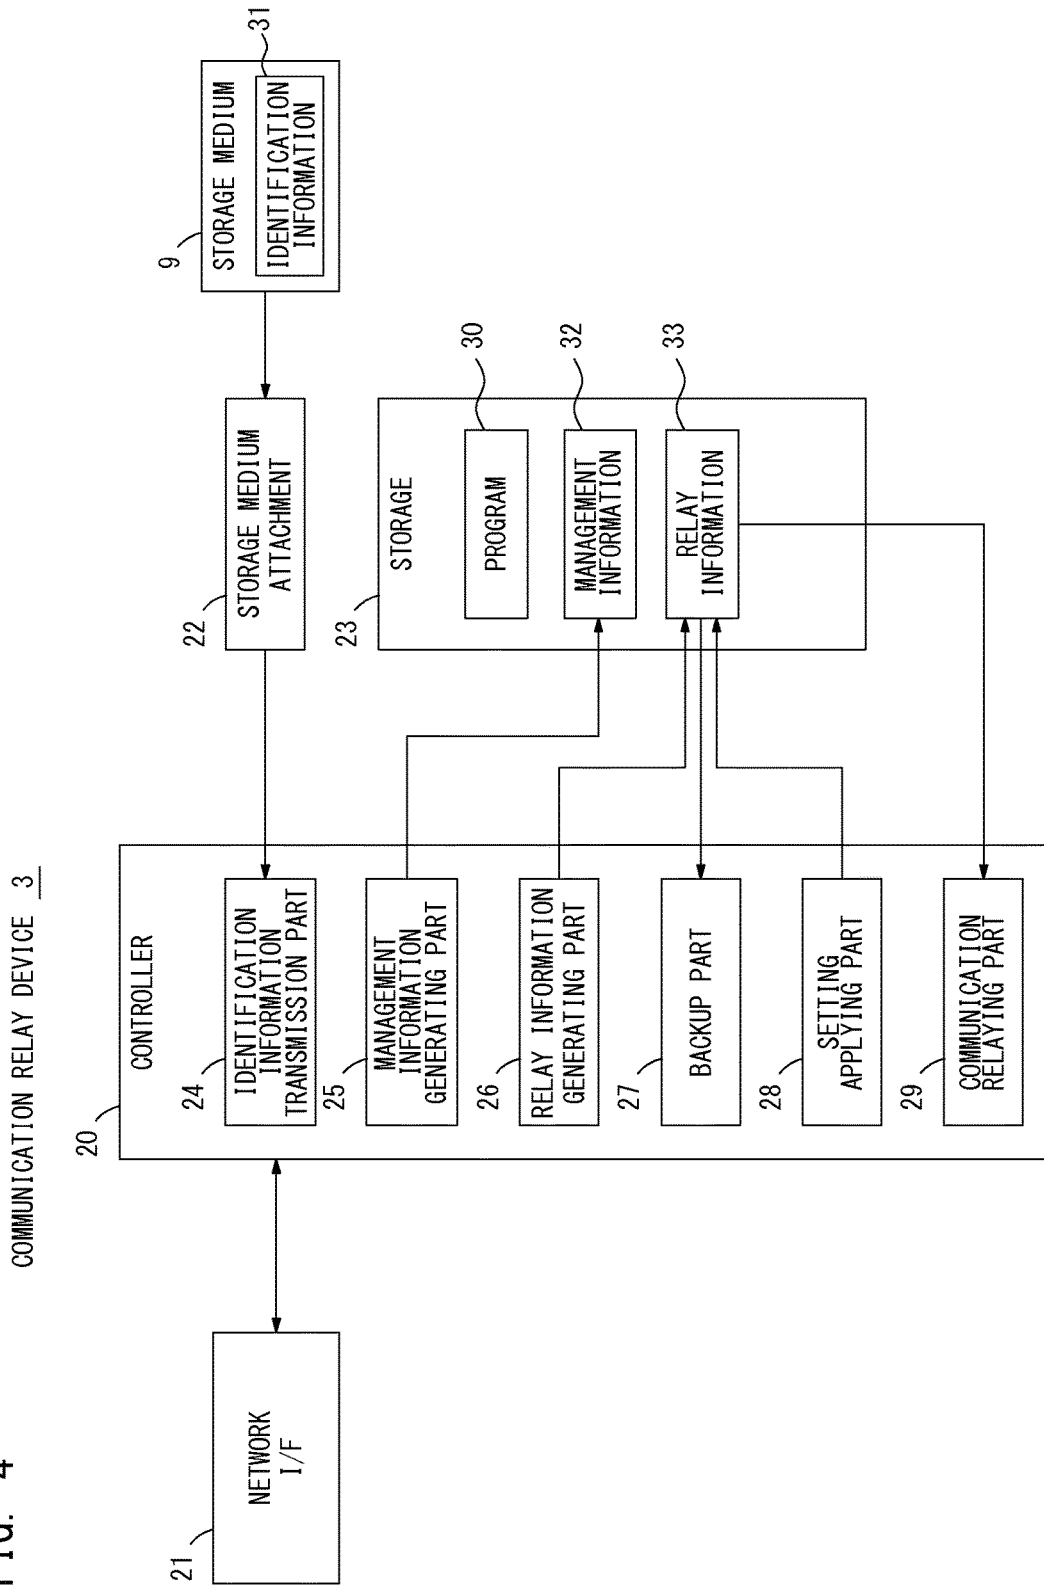 FIG. 4
COMMUNICATION RELAY DEVICE 3
20
CONTROLLER
21
NETWORK
I/F
24
IDENTIFICATION
INFORMATION
TRANSMISSION PART
25
MANAGEMENT
INFORMATION
GENERATING PART
26
RELAY INFORMATION
GENERATING PART
27
BACKUP PART
28
SETTING
APPLYING PART
29
COMMUNICATION
RELAYING PART
22
STORAGE MEDIUM
ATTACHMENT
23
STORAGE
PROGRAM
30
MANAGEMENT
INFORMATION
32
RELAY
INFORMATION
33
9
STORAGE MEDIUM
IDENTIFICATION
INFORMATION
31